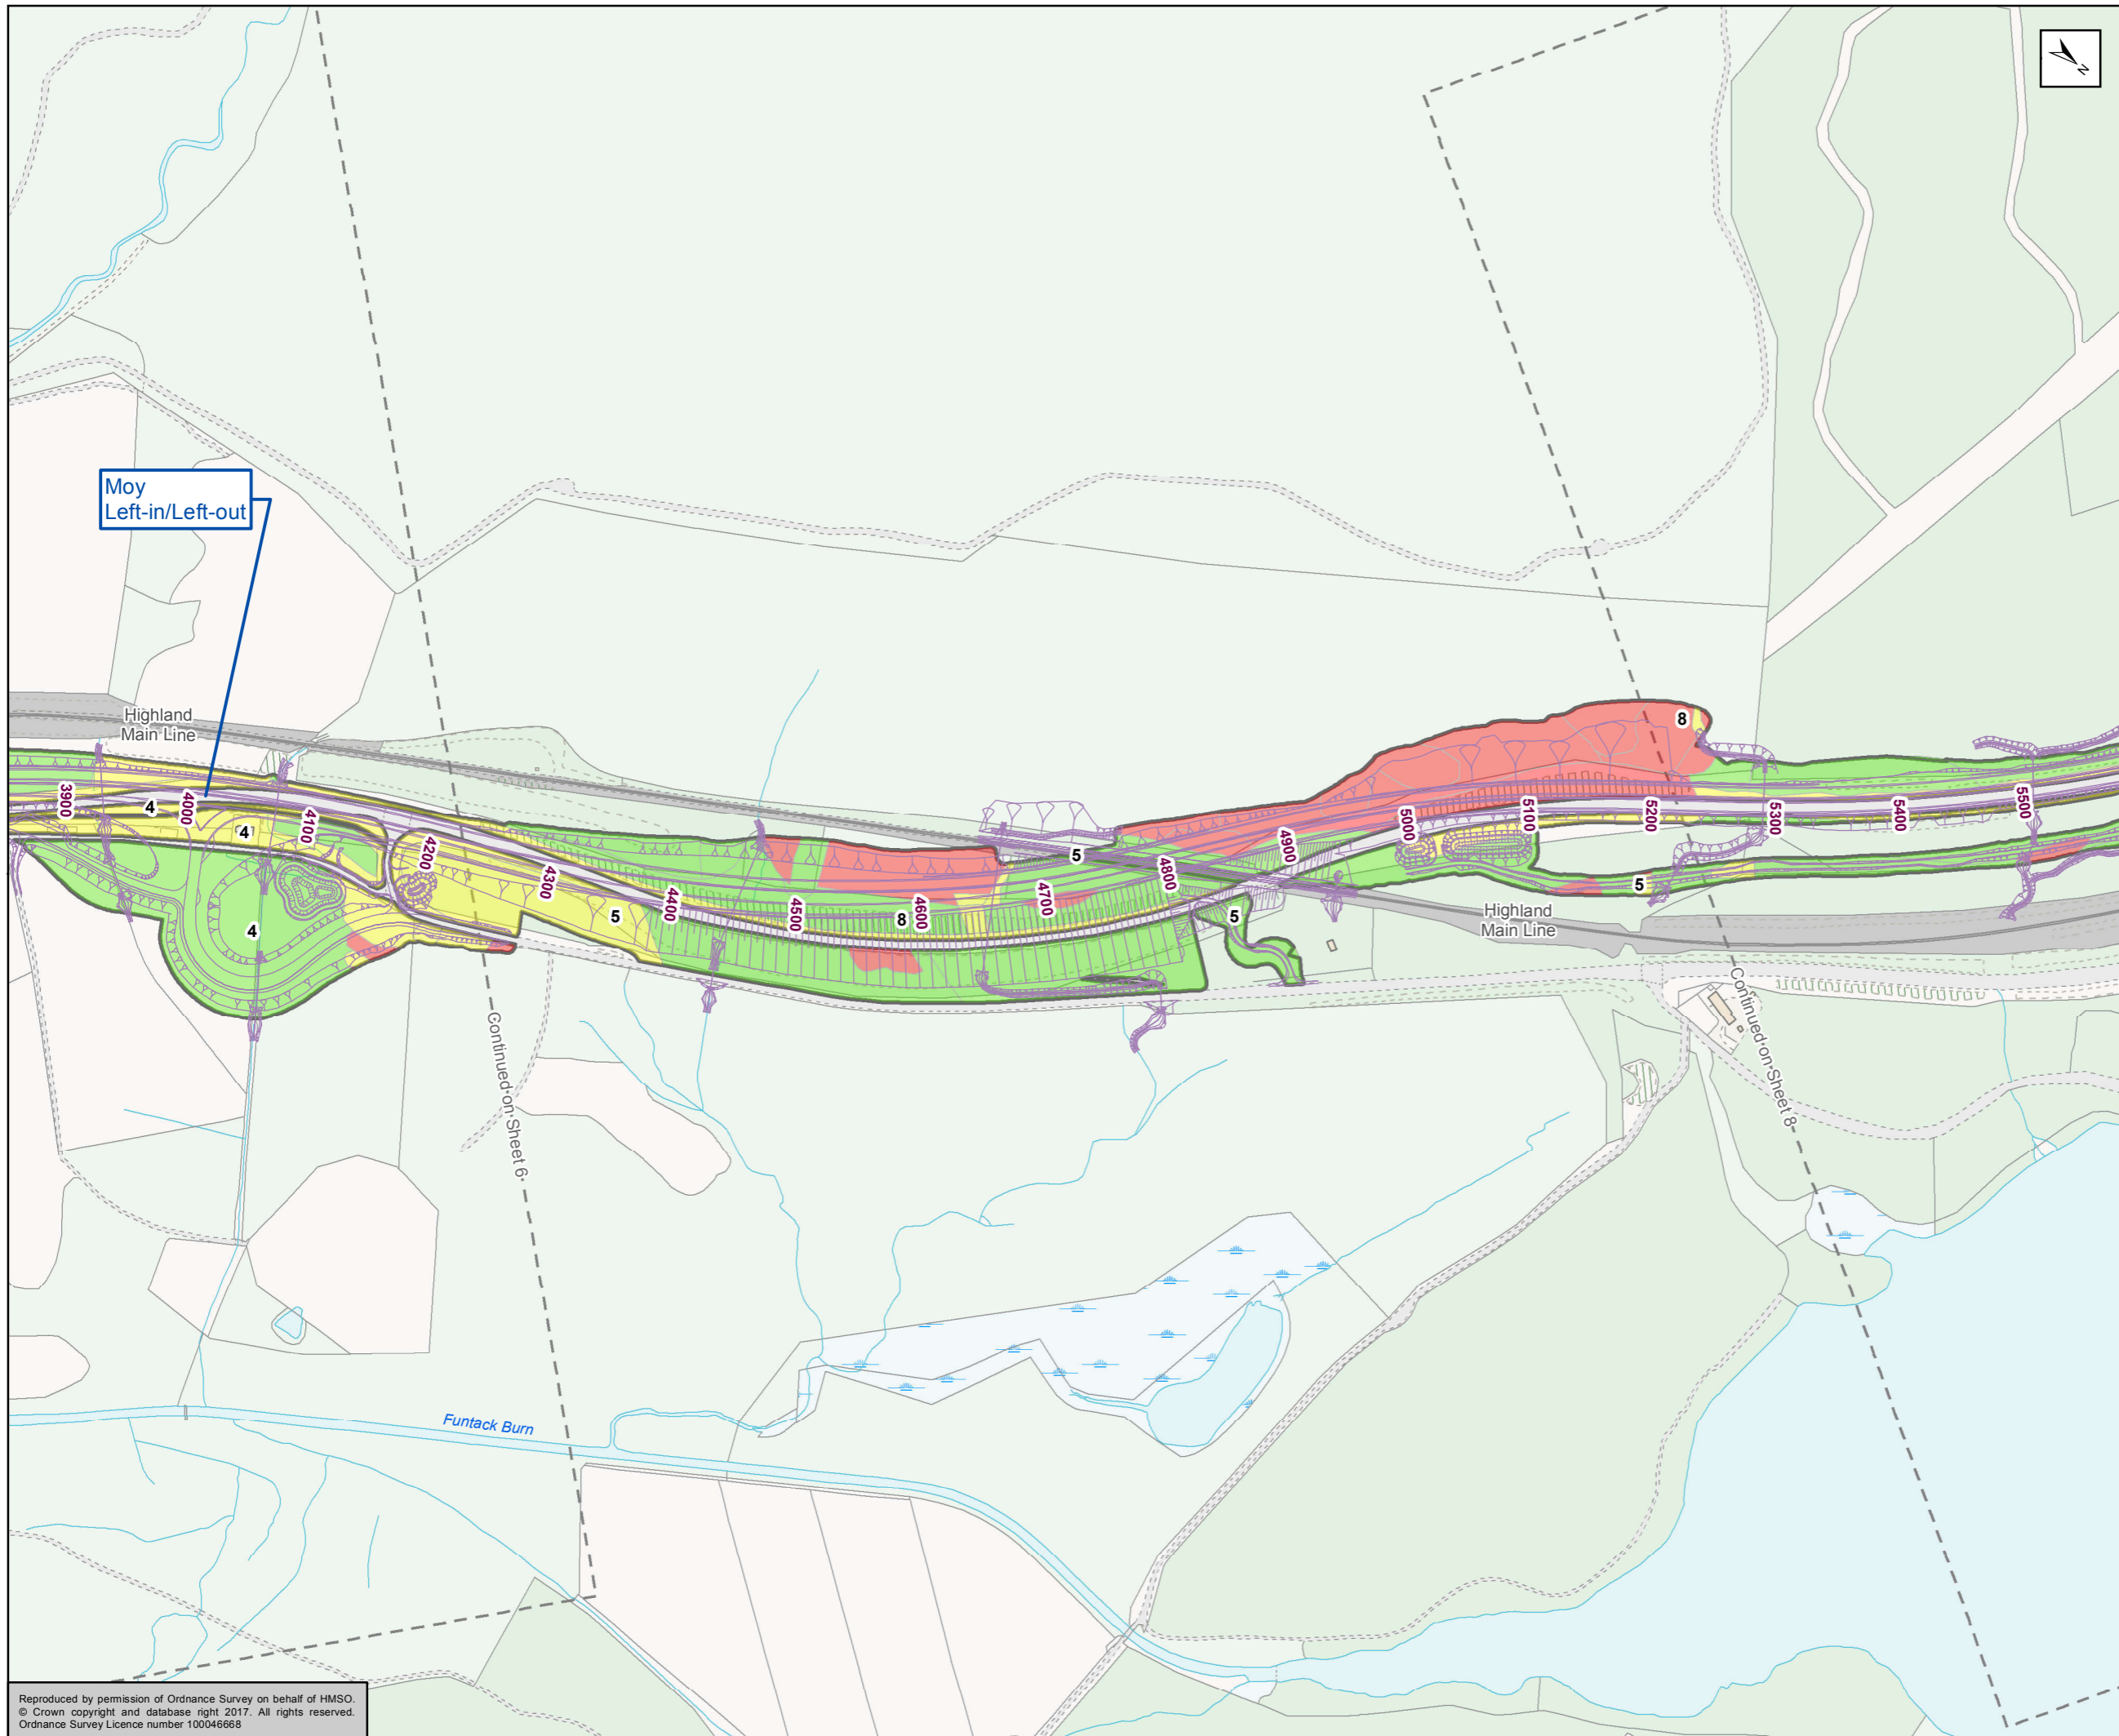 N
Moy
Left-in/Left-out
Highland
Main Line
8
3900
4000
4100
4200
4300
4400
4500
4600
4700
4800
4900
5000
5100
5200
5300
5400
5500
4
4
4
5
8
5
5
5
Highland
Main Line
Continued on Sheet 6
Continued on Sheet 8
Funtack Burn
Reproduced by permission of Ordnance Survey on behalf of HMSO.
© Crown copyright and database right 2017. All rights reserved.
Ordnance Survey Licence number 100046668